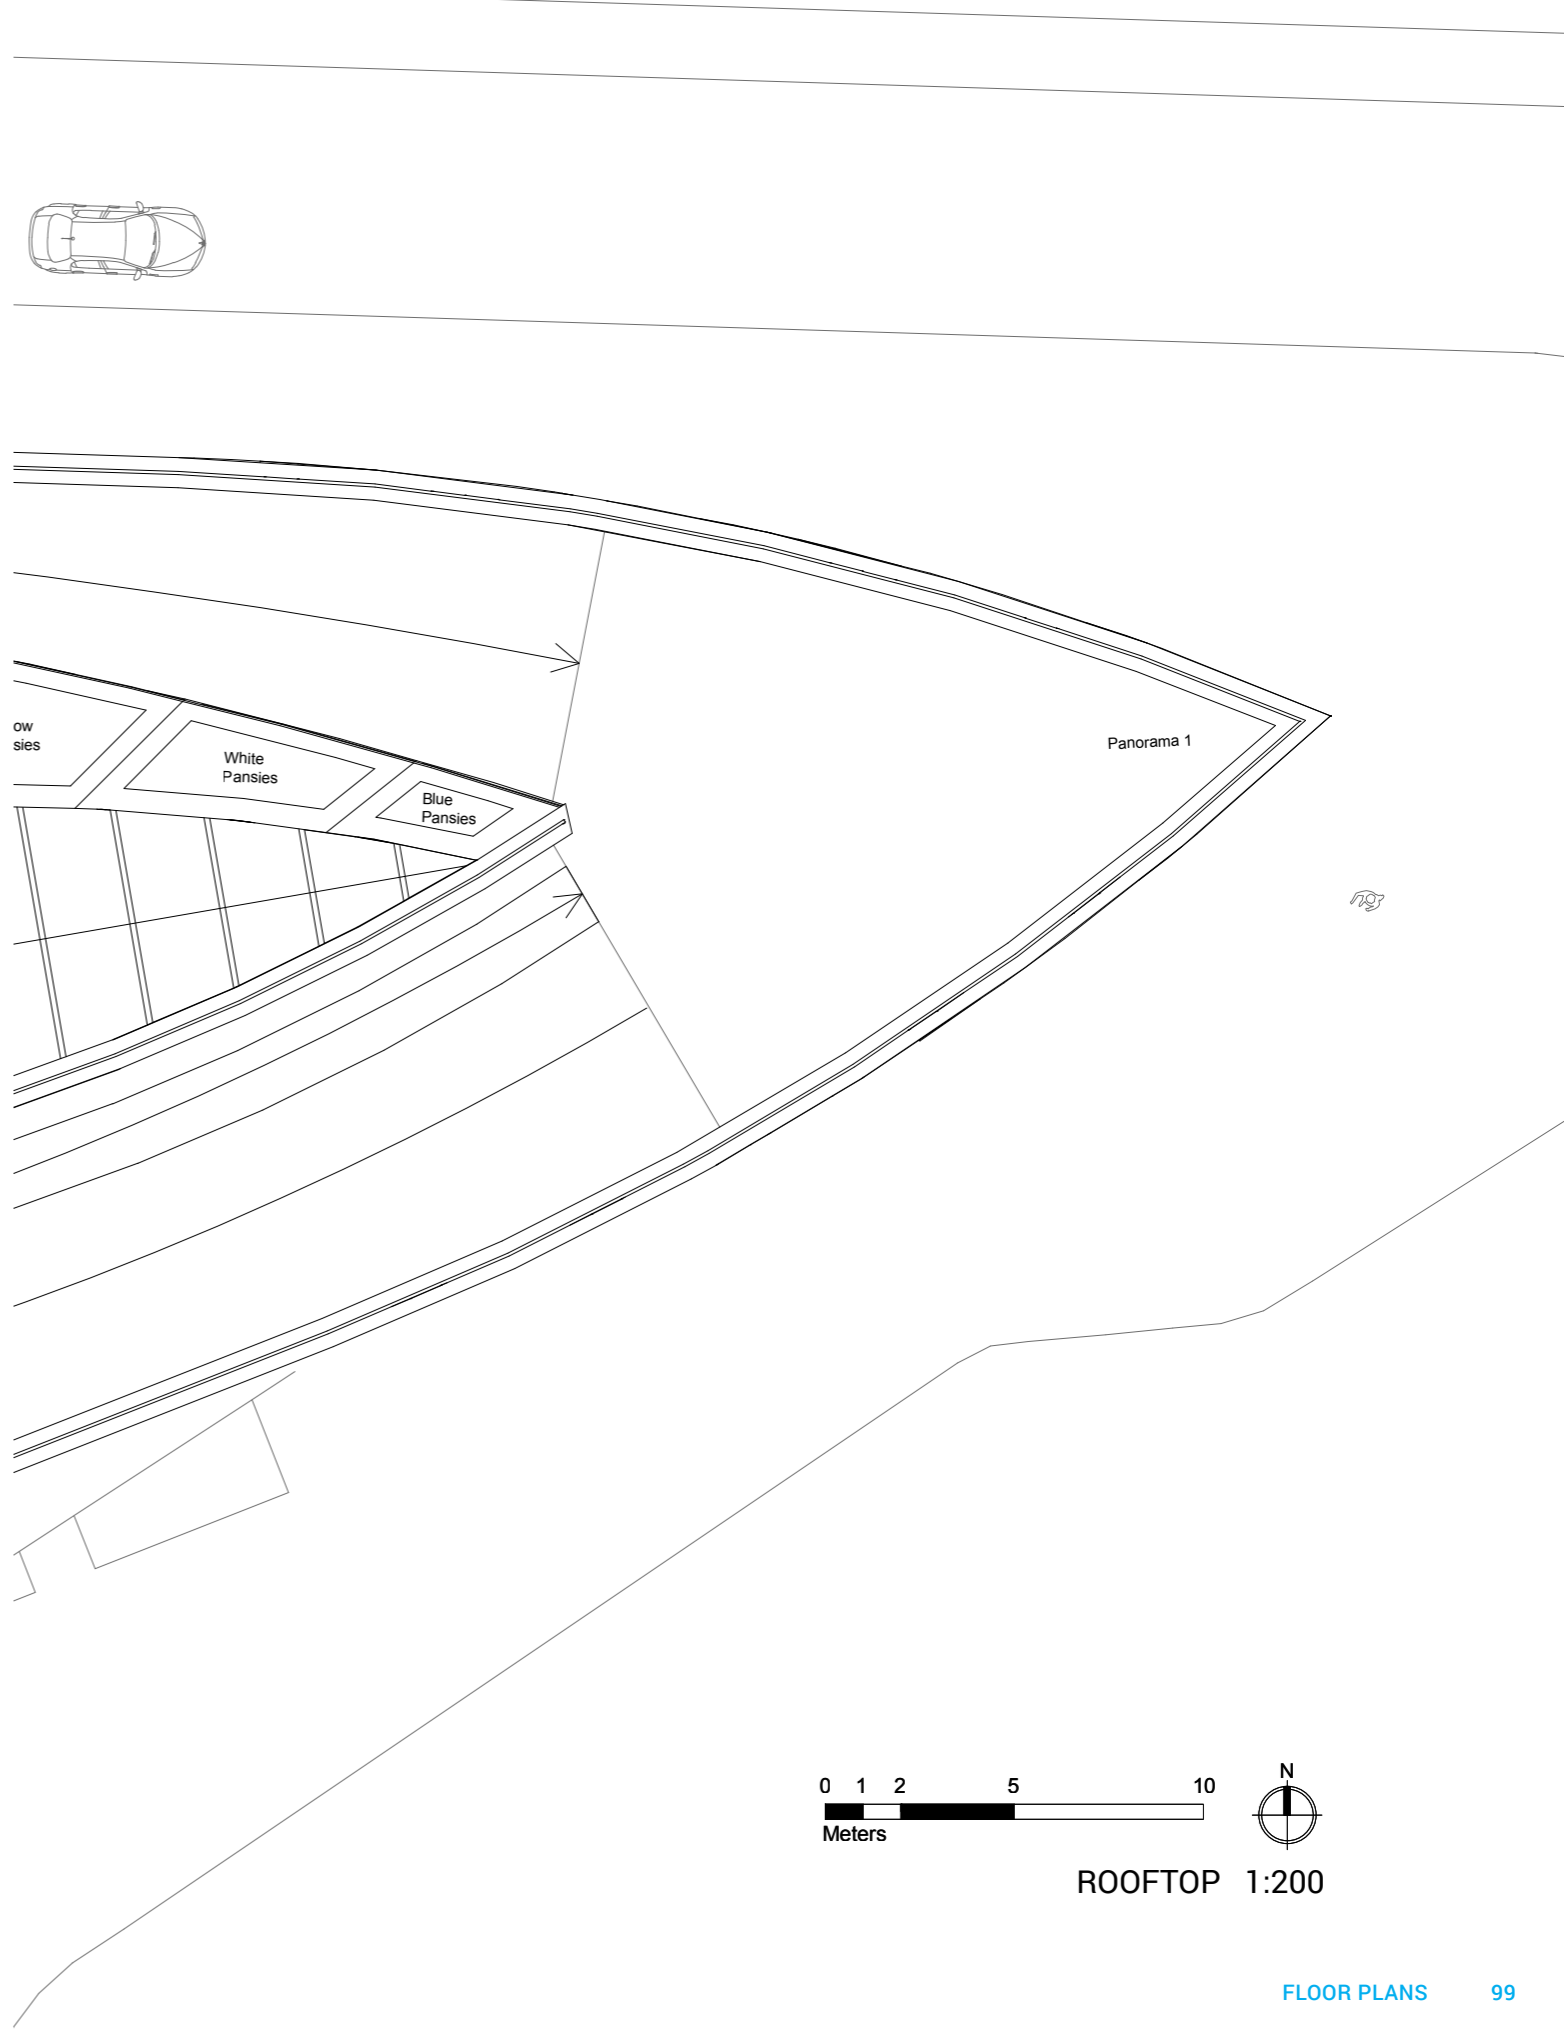 ow
sies
White
Pansies
Blue
Pansies
Panorama 1
0 1 2 5 10
Meters
N
ROOFTOP 1:200
FLOOR PLANS 99